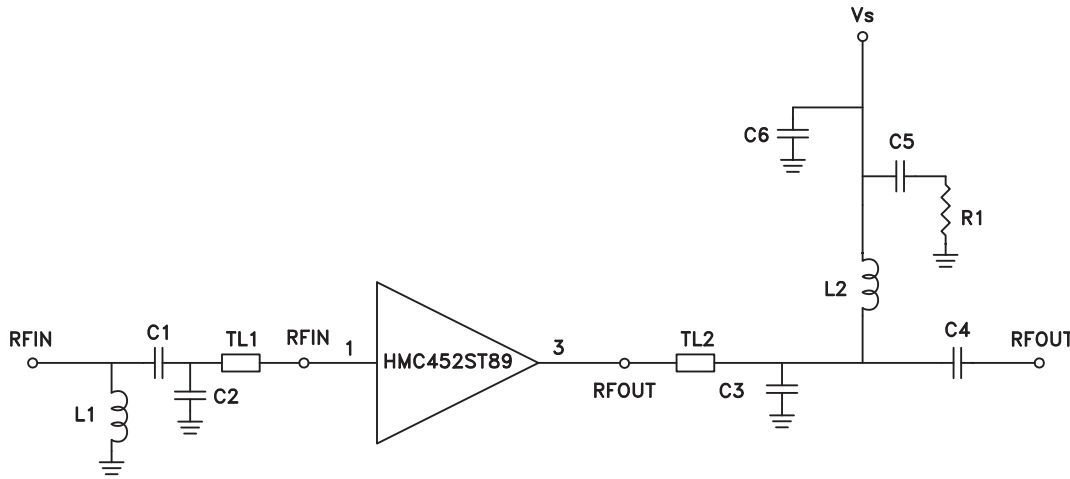 Vs
C6
C5
R1
L2
RFIN
C1
TL1
RFIN
1
HMC452ST89
3
TL2
C4
RFOUT
RFOUT
L1
C2
C3